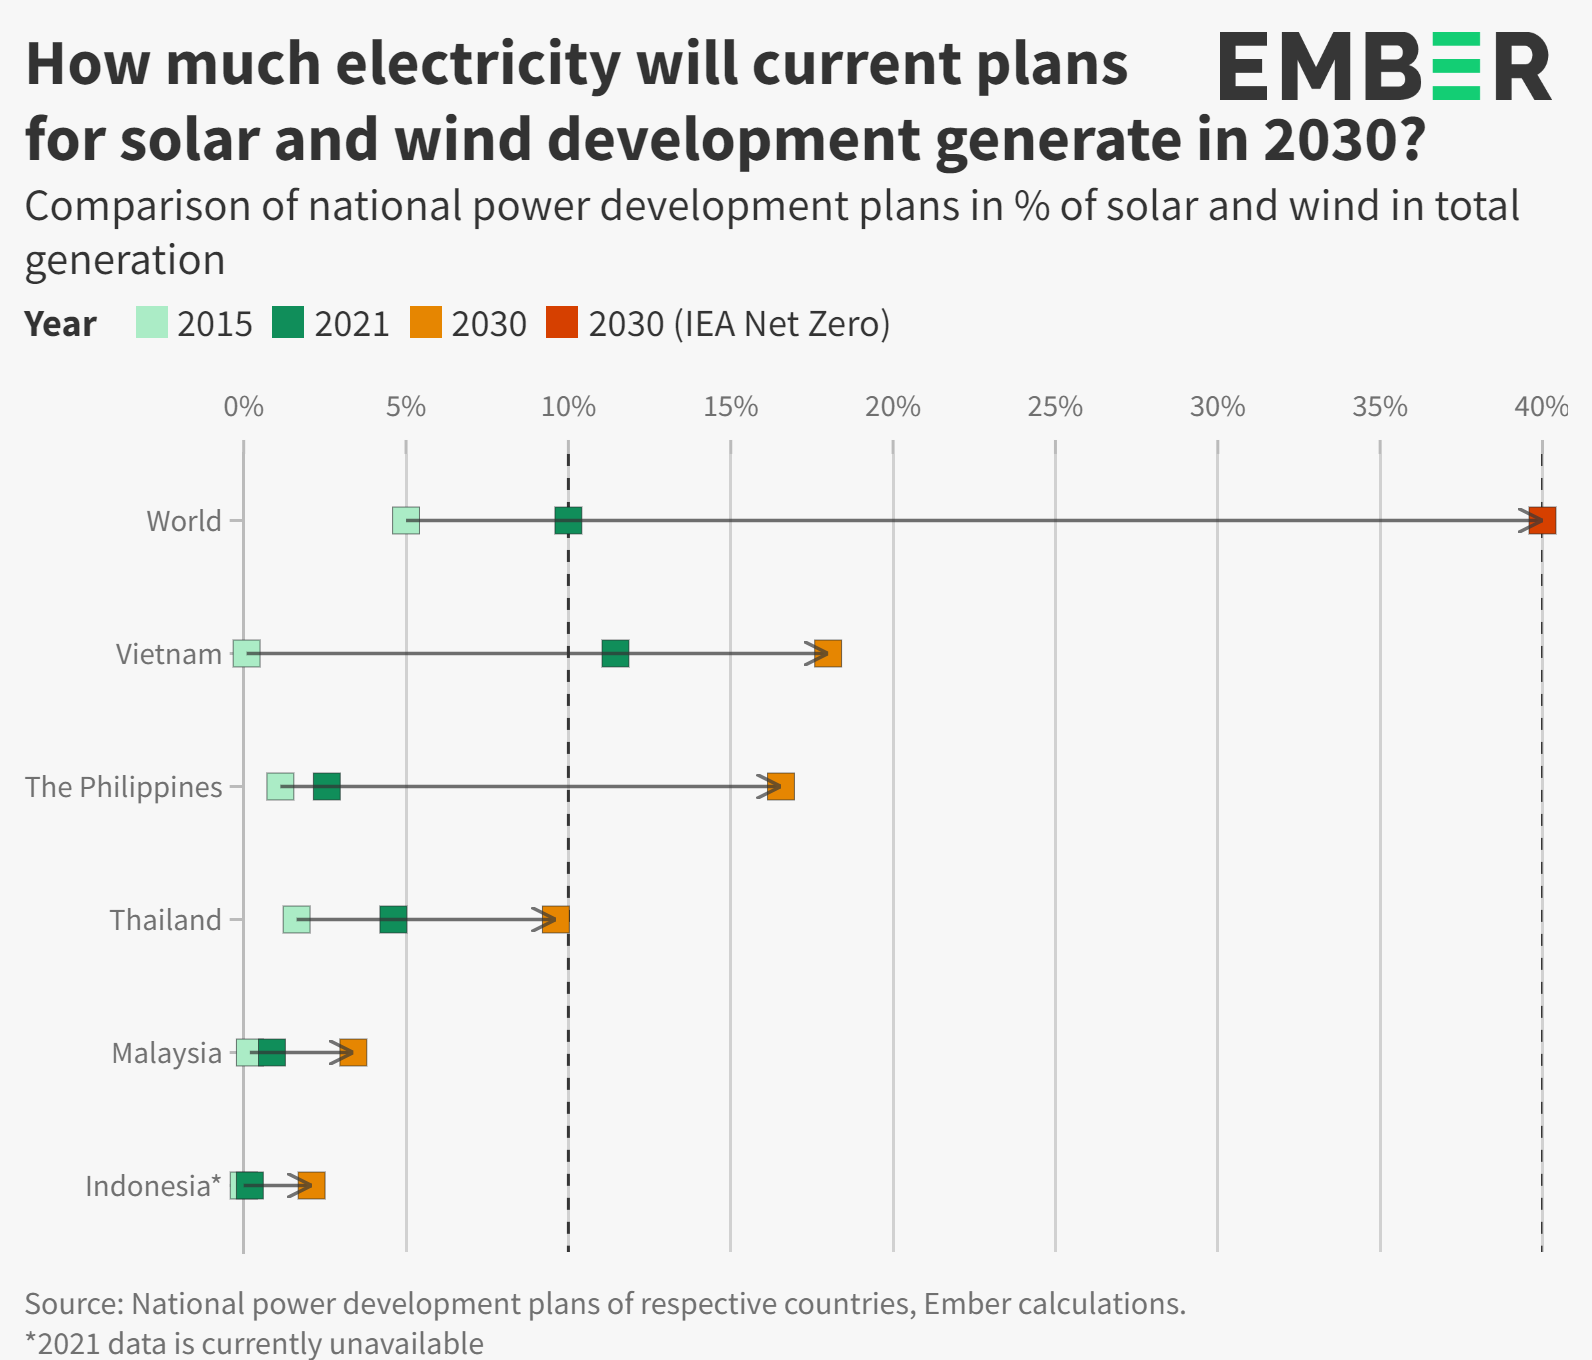 How much electricity will current plans
EMBER
for solar and wind development generate in 2030?
Comparison of national power development plans in % of solar and wind in total
generation
Year 2015 2021 2030 2030 (IEA Net Zero)
0% 5% 10% 15% 20% 25% 30% 35% 40%
World
Vietnam
The Philippines
Thailand
Malaysia
Indonesia*
Source: National power development plans of respective countries, Ember calculations.
*2021 data is currently unavailable